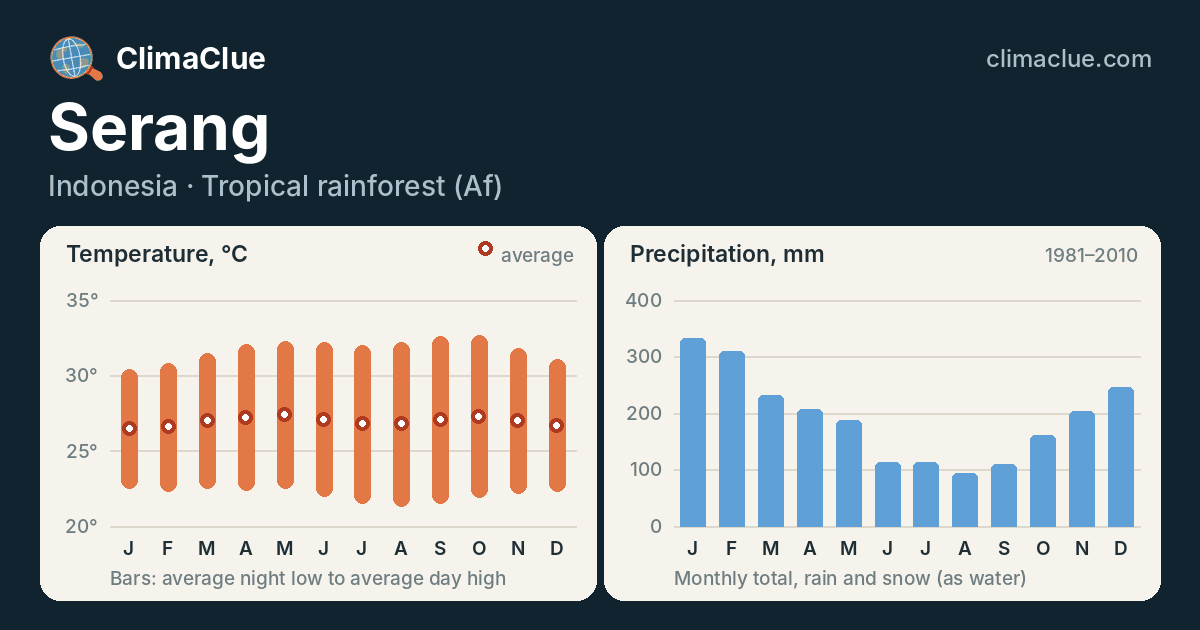 ClimaClue
climaclue.com
Serang
Indonesia · Tropical rainforest (Af)
Temperature, °C
average
35°
30°
25°
20°
J F M A M J J A S O N D
Bars: average night low to average day high
Precipitation, mm
1981–2010
400
300
200
100
0
J F M A M J J A S O N D
Monthly total, rain and snow (as water)